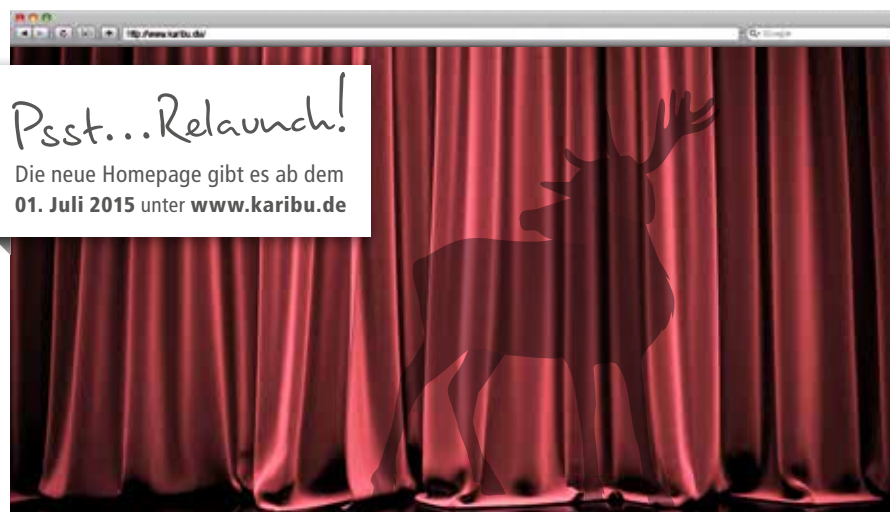 http://www.karibu.de/
Google
Psst...Relaunch!
Die neue Homepage gibt es ab dem
01. Juli 2015 unter www.karibu.de